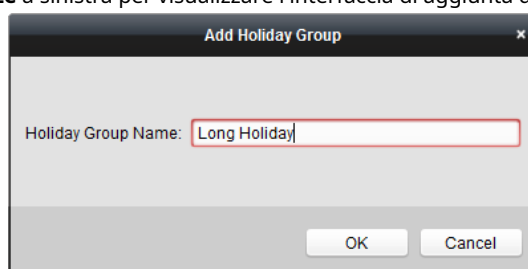 a sinistra per visualizzare l'interfaccia di aggiunta
Add Holiday Group ×
Holiday Group Name: Long Holiday
OK Cancel